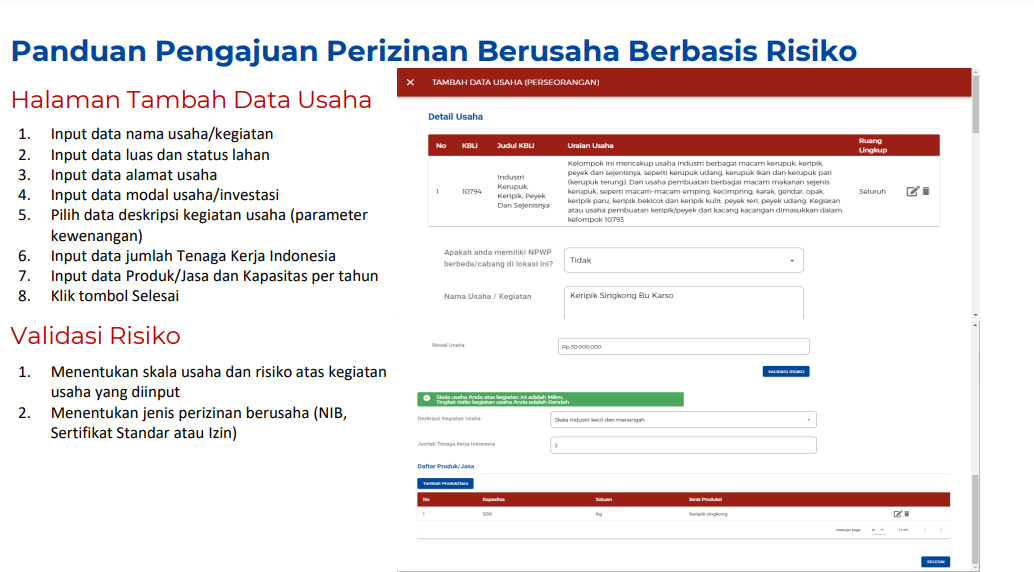 Panduan Pengajuan Perizinan Berusaha Berbasis Risiko
Halaman Tambah Data Usaha
1. Input data nama usaha/kegiatan
2. Input data luas dan status lahan
3. Input data alamat usaha
4. Input data modal usaha/investasi
5. Pilih data deskripsi kegiatan usaha (parameter
kewenangan)
6. Input data jumlah Tenaga Kerja Indonesia
7. Input data Produk/Jasa dan Kapasitas per tahun
8. Klik tombol Selesai
Validasi Risiko
1. Menentukan skala usaha dan risiko atas kegiatan
usaha yang diinput
2. Menentukan jenis perizinan berusaha (NIB,
Sertifikat Standar atau Izin)
TAMBAH DATA USAHA (PERSEORANGAN)
Detail Usaha
No KBLI Judul KBLI Uraian Usaha Ruang
Lingkup
1 10794 Industri
Kerupuk,
Keripik, Peyek
Dan Sejenisnya
Kelompok ini mencakup usaha industri berbagai macam kerupuk, keripik,
peyek dan sejenisnya, seperti kerupuk udang, kerupuk ikan dan kerupuk pati
(kerupuk terung). Dan usaha pembuatan berbagai macam makanan sejenis
kerupuk, seperti macam-macam emping, kecimpring, karak, gendar, opak,
keripik paru, keripik bekicot dan keripik kulit, peyek teri, peyek udang. Kegiatan
atau usaha pembuatan keripik/peyek dari kacang kacangan dimasukkan dalam
kelompok 10793
Seluruh
Apakah anda memiliki NPWP
berbeda/cabang di lokasi ini?
Tidak
Nama Usaha / Kegiatan
Keripik Singkong Bu Karso
Modal Usaha
Rp 50.000.000
VALIDASI RISIKO
Skala usaha Anda atas kegiatan ini adalah Mikro,
Tingkat risiko kegiatan usaha Anda adalah Rendah
Deskripsi Kegiatan Usaha
Skala industri kecil dan menengah
Jumlah Tenaga Kerja Indonesia
3
Daftar Produk/Jasa
Tambah Produk/Jasa
No Kapasitas Satuan Jenis Produksi
1 500 Kg Keripik singkong
Rows per page: 10 1-1 of 1
SELESAI